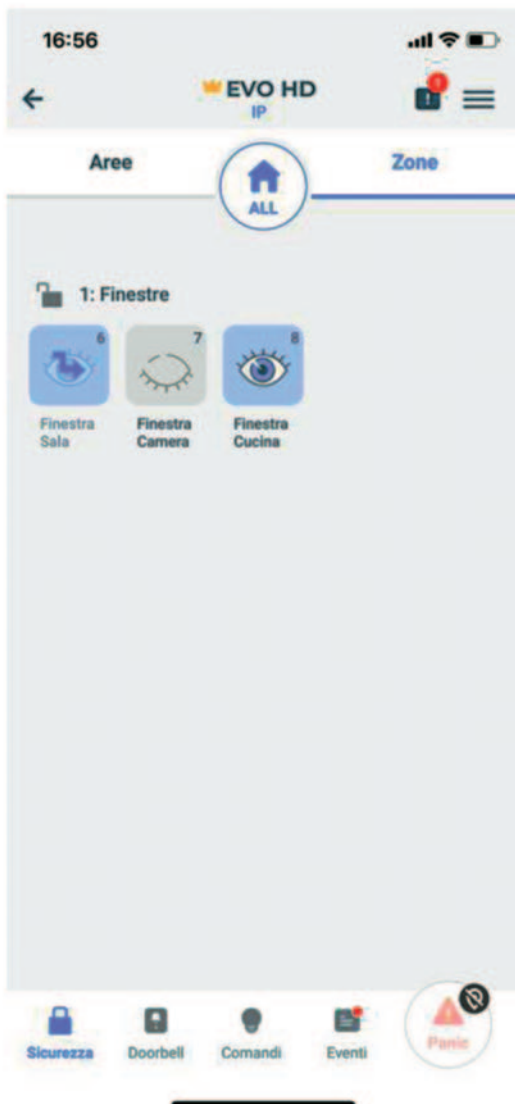 16:56
EVO HD
IP
Aree
ALL
Zone
1: Finestre
6
7
8
Finestra
Sala
Finestra
Camera
Finestra
Cucina
Sicurezza
Doorbell
Comandi
Eventi
Panic